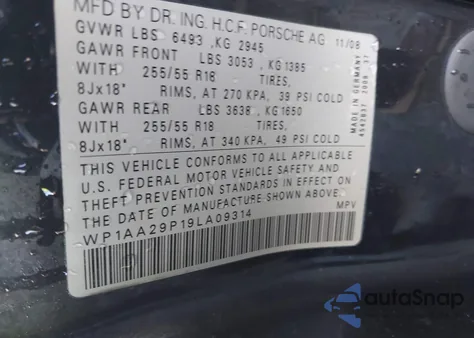 MFD BY DR. ING. H.C.F. PORSCHE AG 11/08
GVWR LBS 6493 ,KG 2945
GAWR FRONT LBS 3053 ,KG1385
WITH 255/55 R18 TIRES,
8Jx18" RIMS, AT 270 KPA, 39 PSI COLD
GAWR REAR LBS 3638, KG1650
WITH 255/55 R18 TIRES,
8Jx18" RIMS, AT 340 KPA, 49 PSI COLD
THIS VEHICLE CONFORMS TO ALL APPLICABLE
U.S. FEDERAL MOTOR VEHICLE SAFETY AND
THEFT PREVENTION STANDARDS IN EFFECT ON
THE DATE OF MANUFACTURE SHOWN ABOVE.
WP1AA29P19LA09314 MPV
MADE IN GERMANY
autoSnap